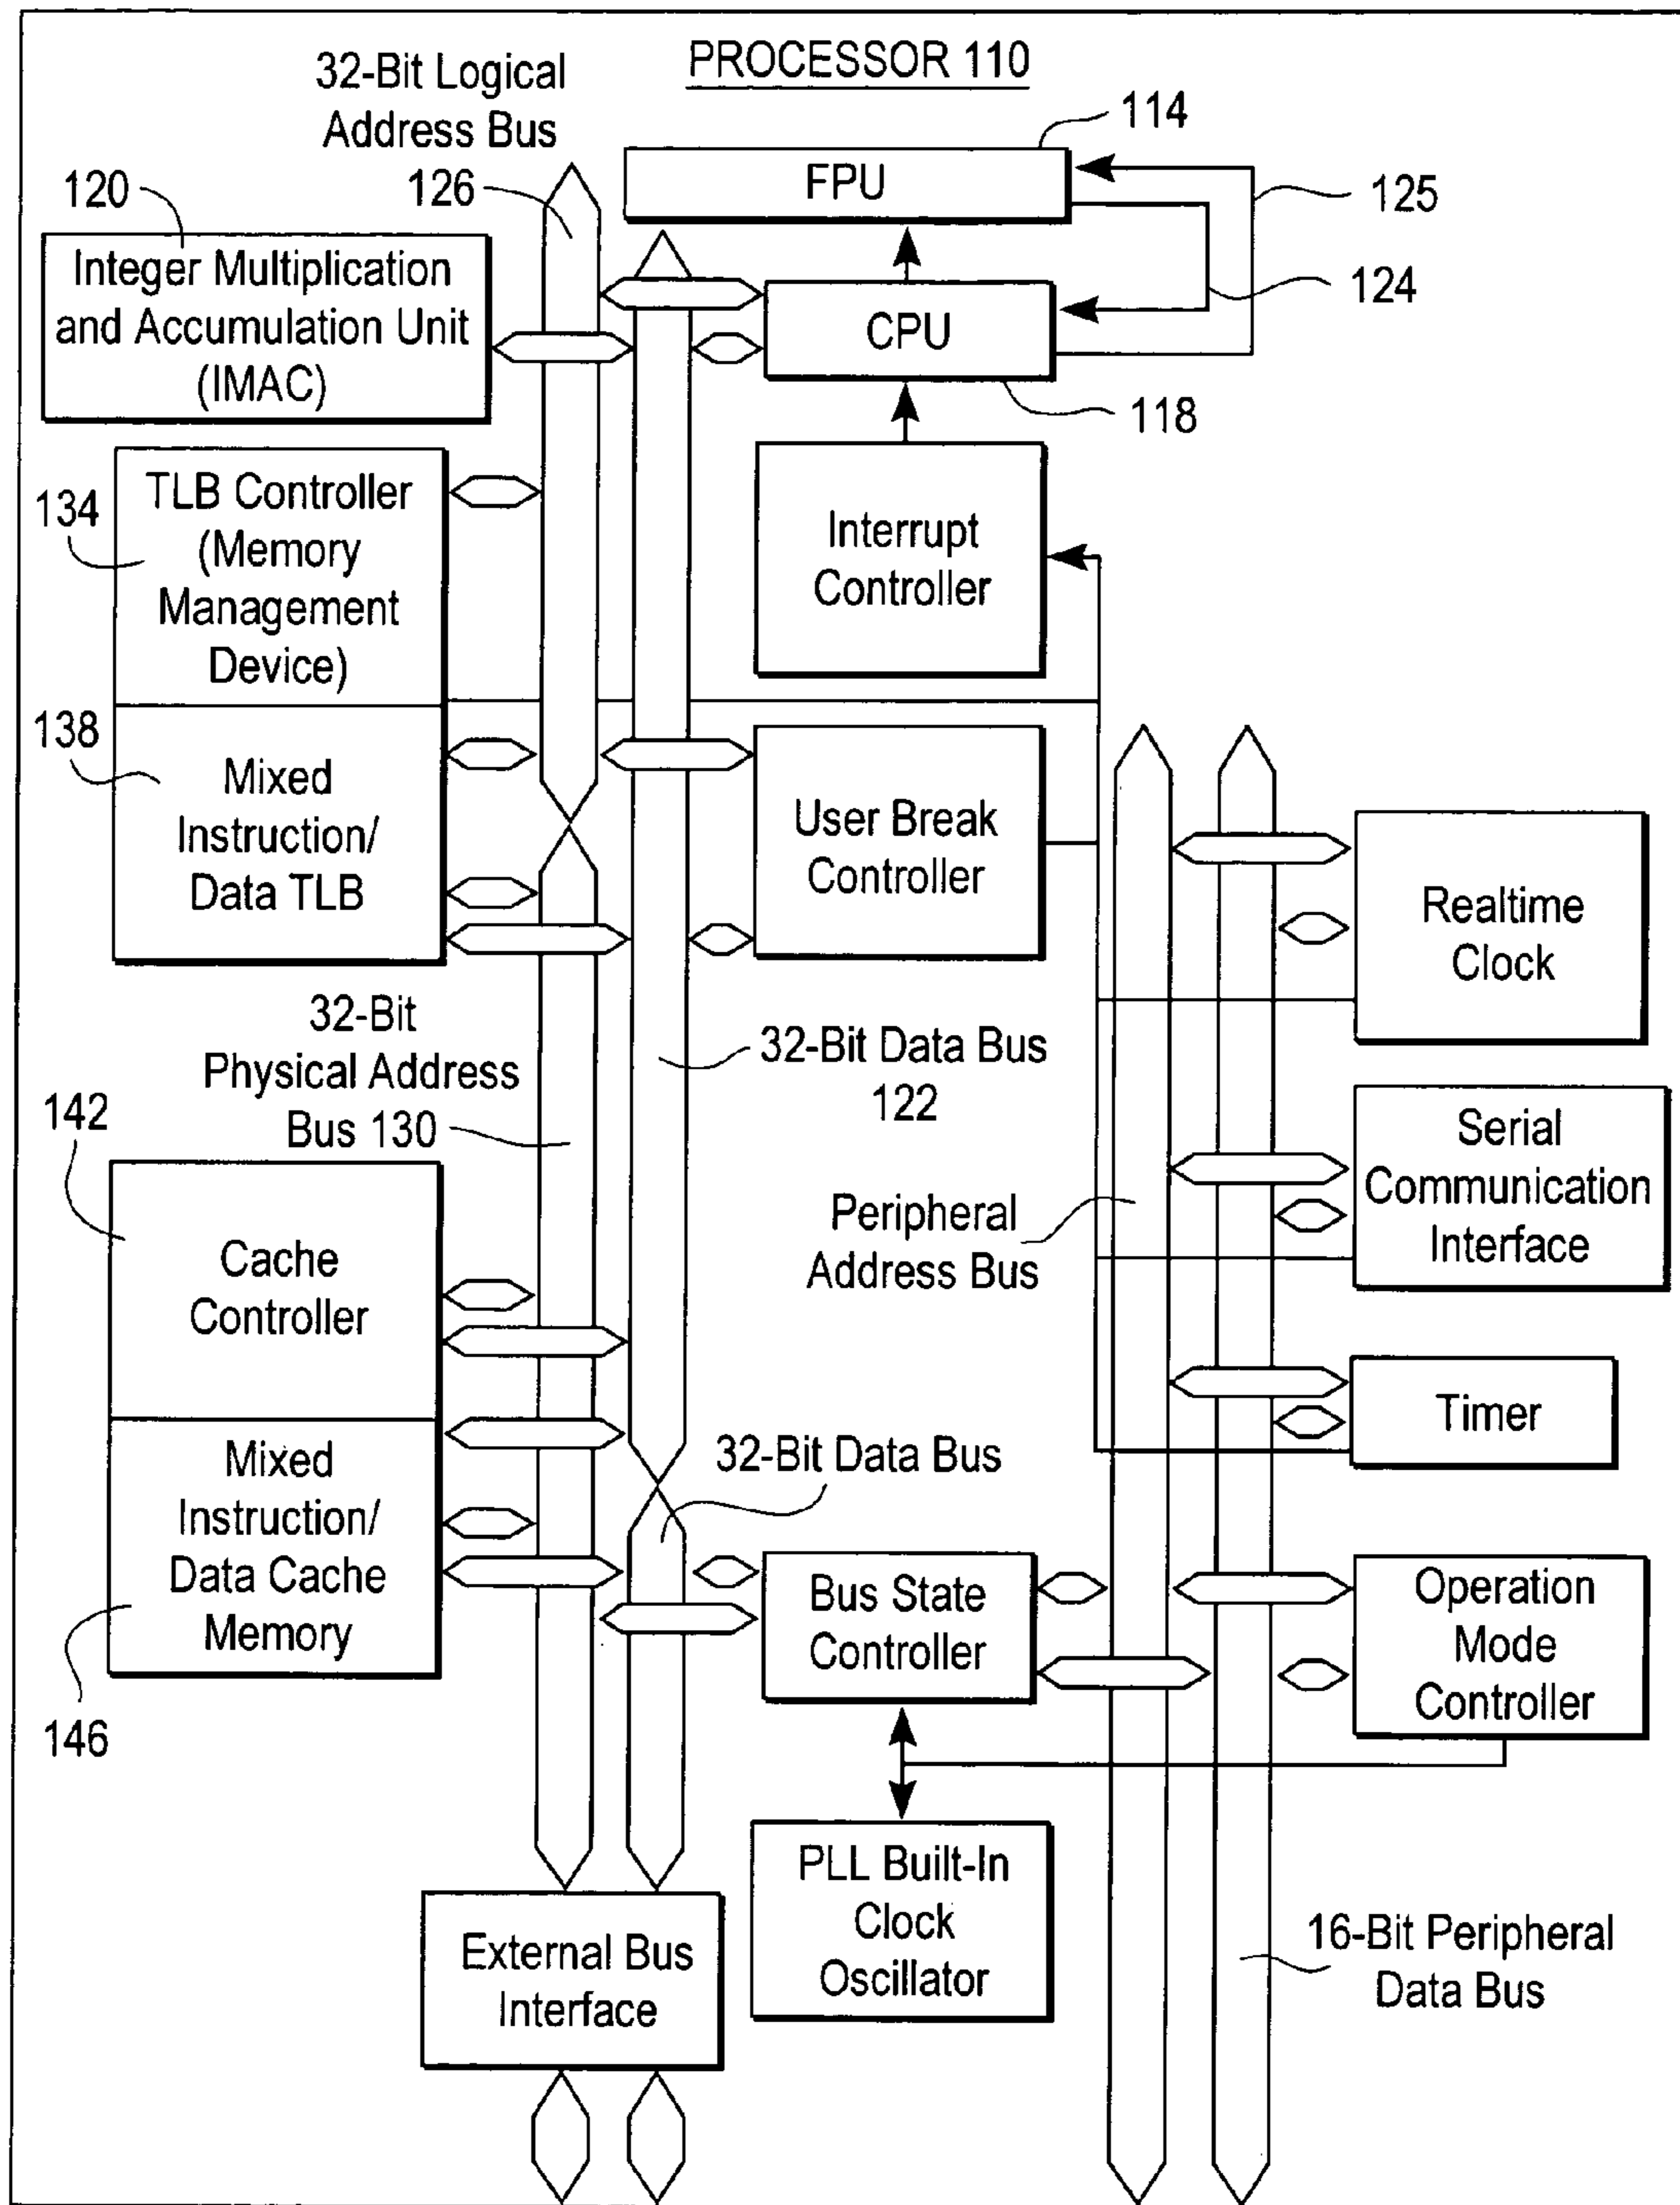 PROCESSOR 110
32-Bit Logical
Address Bus
126
114
FPU
125
120
Integer Multiplication
and Accumulation Unit
(IMAC)
124
CPU
118
134
TLB Controller
(Memory
Management
Device)
Interrupt
Controller
138
Mixed
Instruction/
Data TLB
User Break
Controller
Realtime
Clock
32-Bit
Physical Address
Bus 130
32-Bit Data Bus
122
142
Cache
Controller
Peripheral
Address Bus
Serial
Communication
Interface
Timer
Mixed
Instruction/
Data Cache
Memory
146
32-Bit Data Bus
Bus State
Controller
Operation
Mode
Controller
PLL Built-In
Clock
Oscillator
External Bus
Interface
16-Bit Peripheral
Data Bus